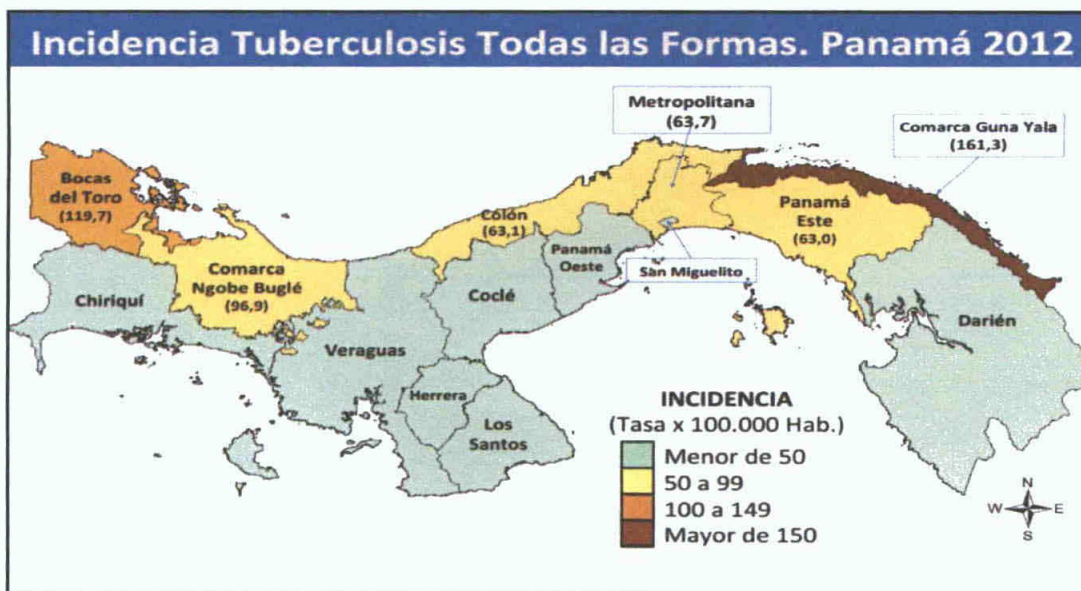 Incidencia Tuberculosis Todas las Formas. Panamá 2012
Metropolitana
(63,7)
Comarca Guna Yala
(161,3)
Bocas
del Toro
(119,7)
Colón
(63,1)
Panamá
Este
(63,0)
Panamá
Oeste
San Miguelito
Comarca
Ngobe Buglé
(96,9)
Chiriquí
Coclé
Veraguas
Darién
Herrera
Los
Santos
INCIDENCIA
(Tasa x 100.000 Hab.)
Menor de 50
50 a 99
100 a 149
Mayor de 150
N
W
E
S